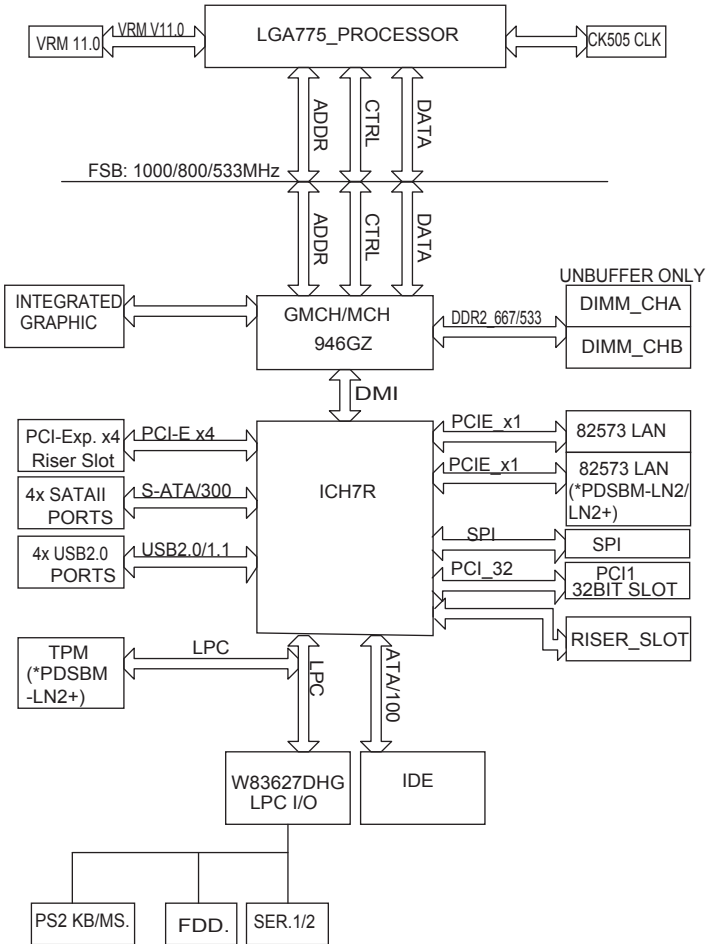 VRM 11.0
VRM V11.0
LGA775_PROCESSOR
CK505 CLK
ADDR
CTRL
DATA
FSB: 1000/800/533MHz
ADDR
CTRL
DATA
UNBUFFER ONLY
INTEGRATED
GRAPHIC
GMCH/MCH
946GZ
DDR2_667/533
DIMM_CHA
DIMM_CHB
DMI
PCI-Exp. x4
Riser Slot
PCI-E x4
ICH7R
PCIE_x1
82573 LAN
4x SATAII
PORTS
S-ATA/300
PCIE_x1
82573 LAN
(*PDSBM-LN2/
LN2+)
4x USB2.0
PORTS
USB2.0/1.1
SPI
SPI
PCI_32
PCI1
32BIT SLOT
RISER_SLOT
TPM
(*PDSBM
-LN2+)
LPC
LPC
ATA/100
W83627DHG
LPC I/O
IDE
PS2 KB/MS.
FDD.
SER.1/2